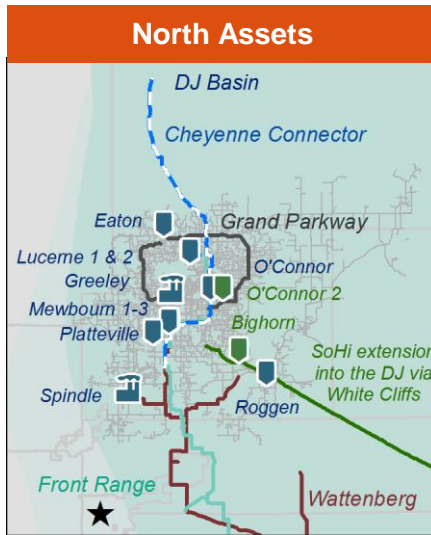 North Assets
DJ Basin
Cheyenne Connector
Eaton
Grand Parkway
Lucerne 1 & 2
Greeley
O'Connor
O'Connor 2
Mewbourn 1-3
Platteville
Bighorn
SoHi extension
into the DJ via
White Cliffs
Spindle
Roggen
Front Range
Wattenberg